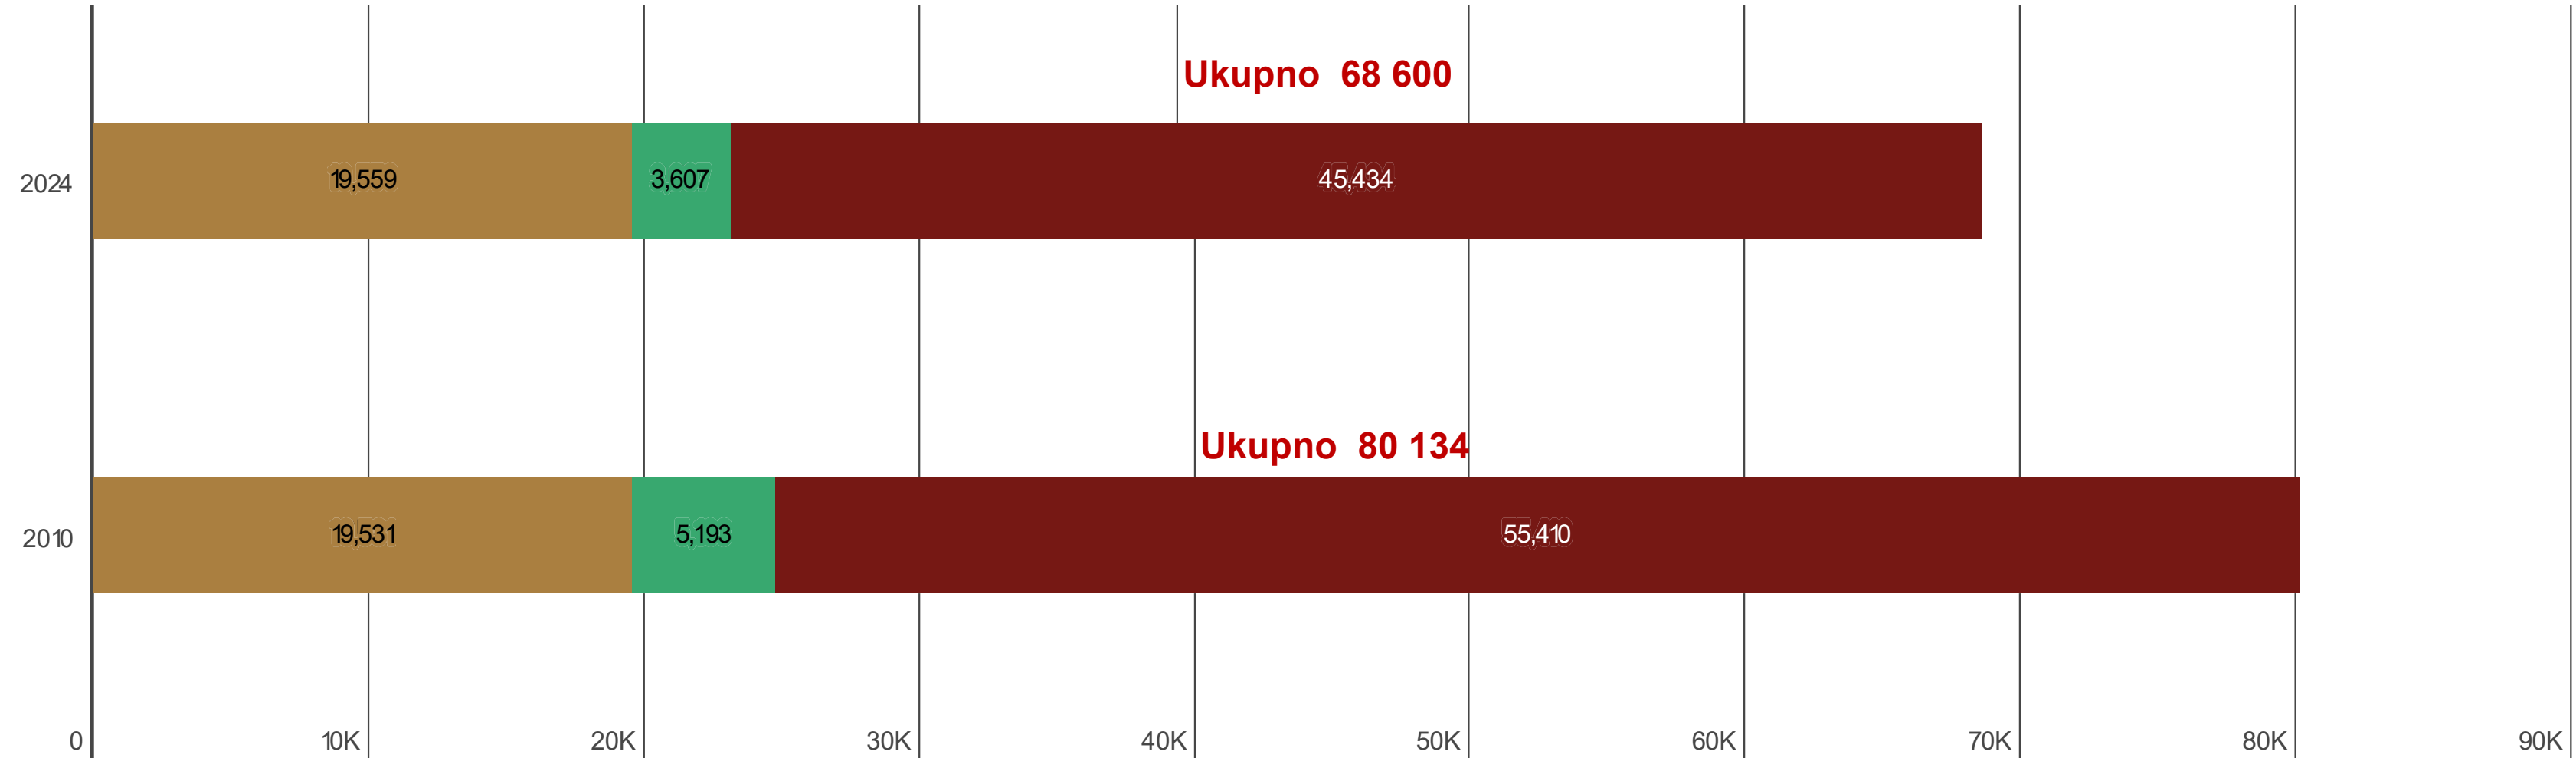 Ukupno 68 600
2024 19,559 3,607 45,434
Ukupno 80 134
2010 19,531 5,193 55,410
0 10K 20K 30K 40K 50K 60K 70K 80K 90K